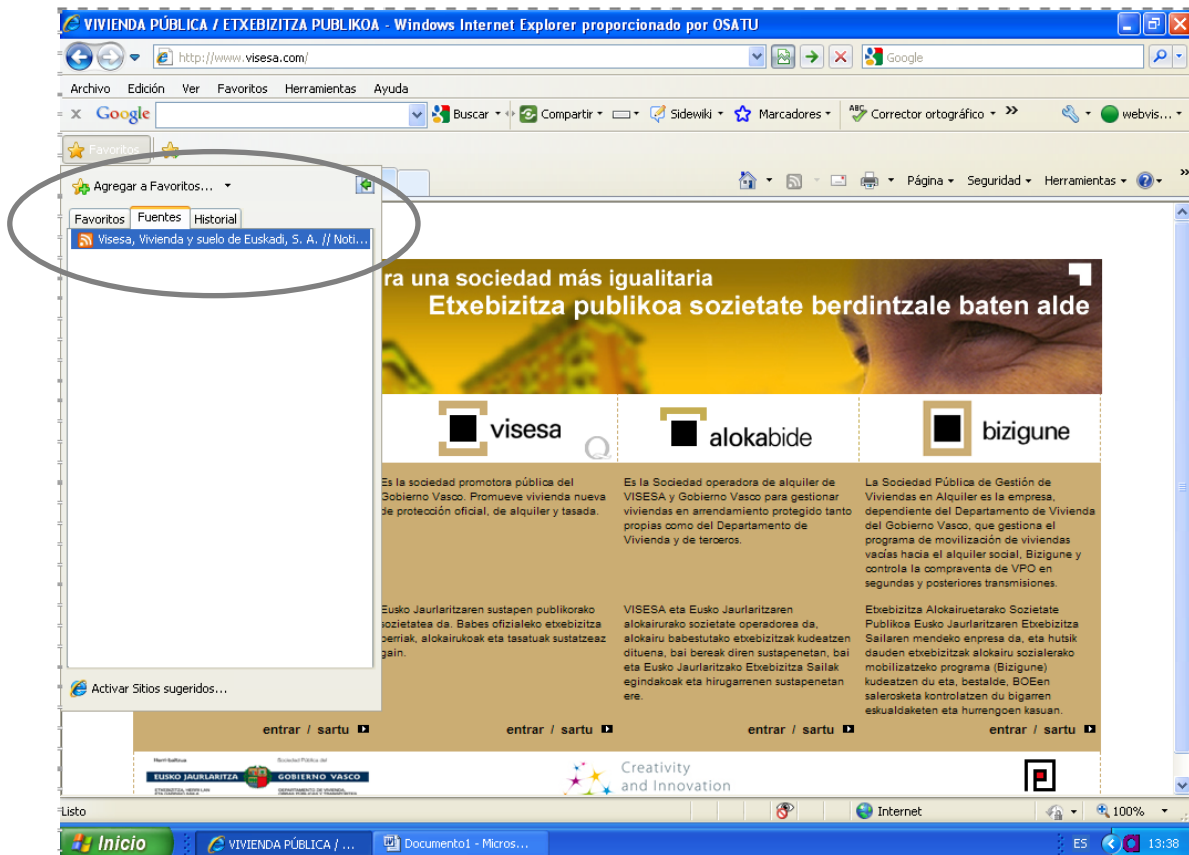 VIVIENDA PÚBLICA / ETXEBIZITZA PUBLIKOA - Windows Internet Explorer proporcionado por OSATU
http://www.visesa.com/
Google
Archivo Edición Ver Favoritos Herramientas Ayuda
x Google Buscar Compartir Sidewiki Marcadores ABC Corrector ortográfico » webvis...
Favoritos
Agregar a Favoritos...
Página Seguridad Herramientas »
Favoritos Fuentes Historial
Visesa, Vivienda y suelo de Euskadi, S. A. // Noti...
ra una sociedad más igualitaria
Etxebizitza publikoa sozietate berdintzale baten alde
visesa
Q
alokabide
bizigune
Es la sociedad promotora pública del
Gobierno Vasco. Promueve vivienda nueva
de protección oficial, de alquiler y tasada.
Es la Sociedad operadora de alquiler de
VISESA y Gobierno Vasco para gestionar
viviendas en arrendamiento protegido tanto
propias como del Departamento de
Vivienda y de terceros.
La Sociedad Pública de Gestión de
Viviendas en Alquiler es la empresa,
dependiente del Departamento de Vivienda
del Gobierno Vasco, que gestiona el
programa de movilización de viviendas
vacías hacia el alquiler social, Bizigune y
controla la compraventa de VPO en
segundas y posteriores transmisiones.
Eusko Jaurlaritzaren sustapen publikorako
sozietatea da. Babes ofizialeko etxebizitza
berriak, alokairukoak eta tasatuak sustatzeaz
gain.
VISESA eta Eusko Jaurlaritzaren
alokairurako sozietate operadorea da,
alokairu babestutako etxebizitzak kudeatzen
dituena, bai bereak diren sustapenetan, bai
eta Eusko Jaurlaritzako Etxebizitza Sailak
egindakoak eta hirugarrenen sustapenetan
ere.
Etxebizitza Alokairuetarako Sozietate
Publikoa Eusko Jaurlaritzaren Etxebizitza
Sailaren mendeko enpresa da, eta hutsik
dauden etxebizitzak alokairu sozialerako
mobilizatzeko programa (Bizigune)
kudeatzen du eta, bestalde, BOEen
salerosketa kontrolatzen du bigarren
eskualdaketen eta hurrengoen kasuan.
Activar Sitios sugeridos...
entrar / sartu entrar / sartu entrar / sartu entrar / sartu
EUSKO JAURLARITZA GOBIERNO VASCO
Creativity
and Innovation
Listo Internet 100%
Inicio VIVIENDA PÚBLICA / ... Documento1 - Micros... ES 13:38